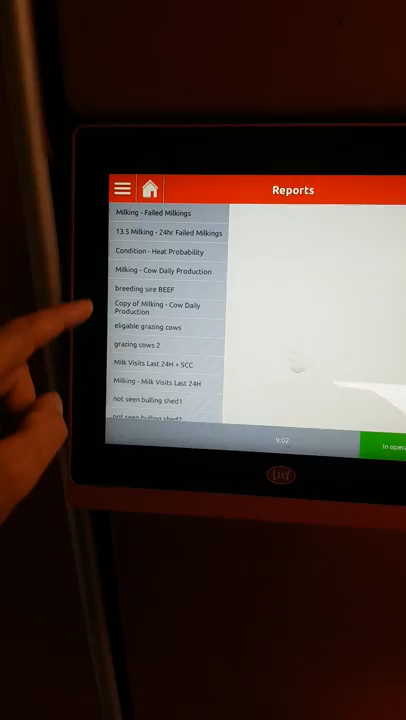 Reports
Milking - Failed Milkings
13.5 Milking - 24hr Failed Milkings
Condition - Heat Probability
Milking - Cow Daily Production
breeding sire BEEF
Copy of Milking - Cow Daily
Production
eligable grazing cows
grazing cows 2
Milk Visits Last 24H + SCC
Milking - Milk Visits Last 24H
not seen bulling shed1
not seen bulling shed2
9:02
In opera
LELY